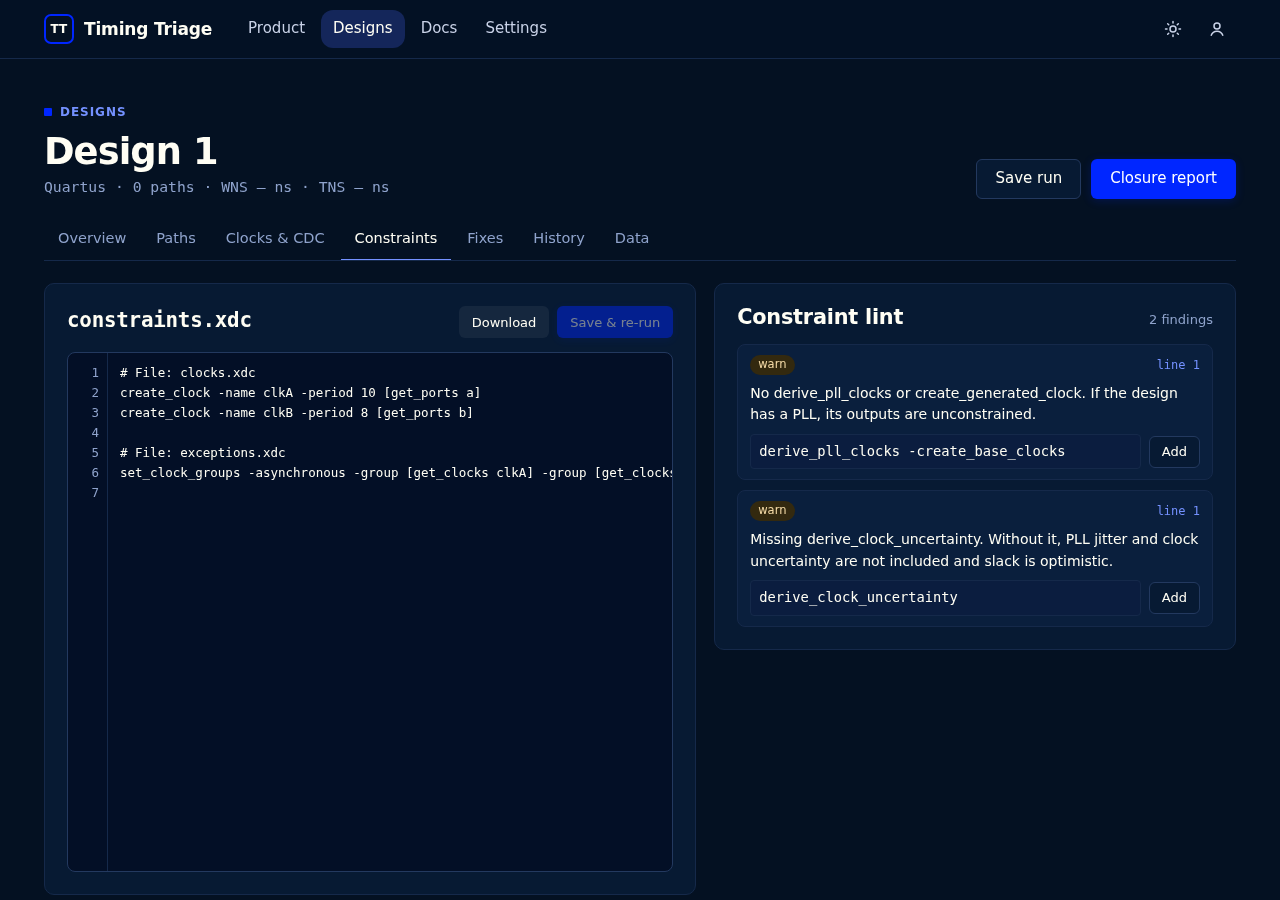 TT Timing Triage Product Designs Docs Settings
DESIGNS
Design 1
Quartus · 0 paths · WNS — ns · TNS — ns
Save run Closure report
Overview Paths Clocks & CDC Constraints Fixes History Data
constraints.xdc
Download Save & re-run
1 # File: clocks.xdc
2 create_clock -name clkA -period 10 [get_ports a]
3 create_clock -name clkB -period 8 [get_ports b]
4
5 # File: exceptions.xdc
6 set_clock_groups -asynchronous -group [get_clocks clkA] -group [get_clocks
7
Constraint lint 2 findings
warn line 1
No derive_pll_clocks or create_generated_clock. If the design
has a PLL, its outputs are unconstrained.
derive_pll_clocks -create_base_clocks Add
warn line 1
Missing derive_clock_uncertainty. Without it, PLL jitter and clock
uncertainty are not included and slack is optimistic.
derive_clock_uncertainty Add